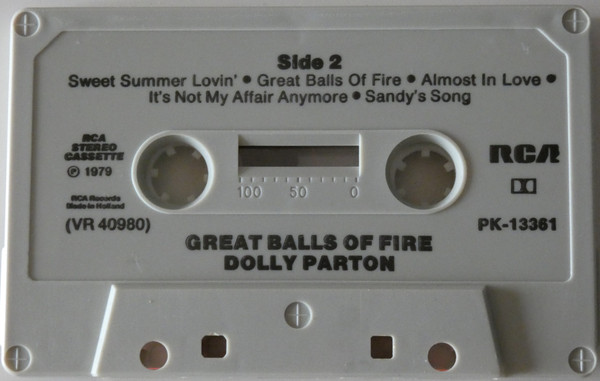 Side 2
Sweet Summer Lovin' • Great Balls Of Fire • Almost In Love •
It's Not My Affair Anymore • Sandy's Song
RCA
STEREO
CASSETTE
℗ 1979
RCA Records
Made in Holland
(VR 40980)
100 50 0
RCA
PK-13361
GREAT BALLS OF FIRE
DOLLY PARTON